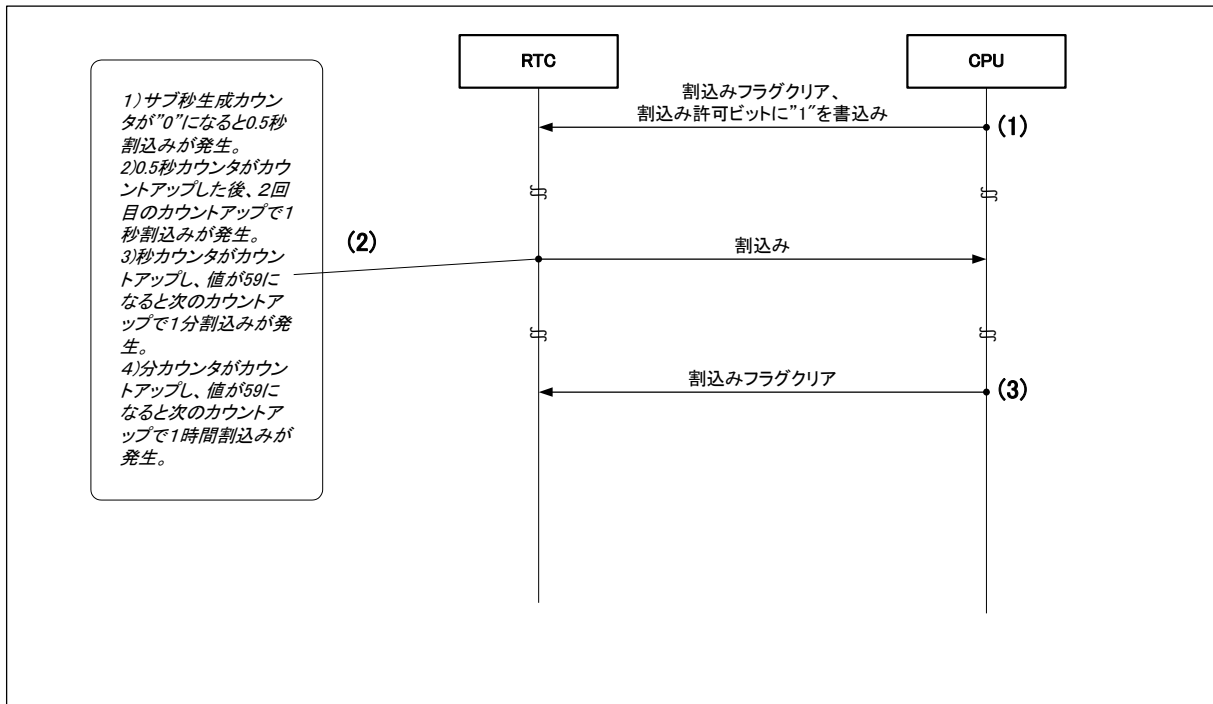 RTC
CPU
割込みフラグクリア、
割込み許可ビットに"1"を書込み
(1)
1)サブ秒生成カウン
タが"0"になると0.5秒
割込みが発生。
2)0.5秒カウンタがカウ
ントアップした後、２回
目のカウントアップで1
秒割込みが発生。
3)秒カウンタがカウン
トアップし、値が59に
なると次のカウントア
ップで1分割込みが発
生。
4)分カウンタがカウン
トアップし、値が59に
なると次のカウントア
ップで1時間割込みが
発生。
(2)
割込み
割込みフラグクリア
(3)